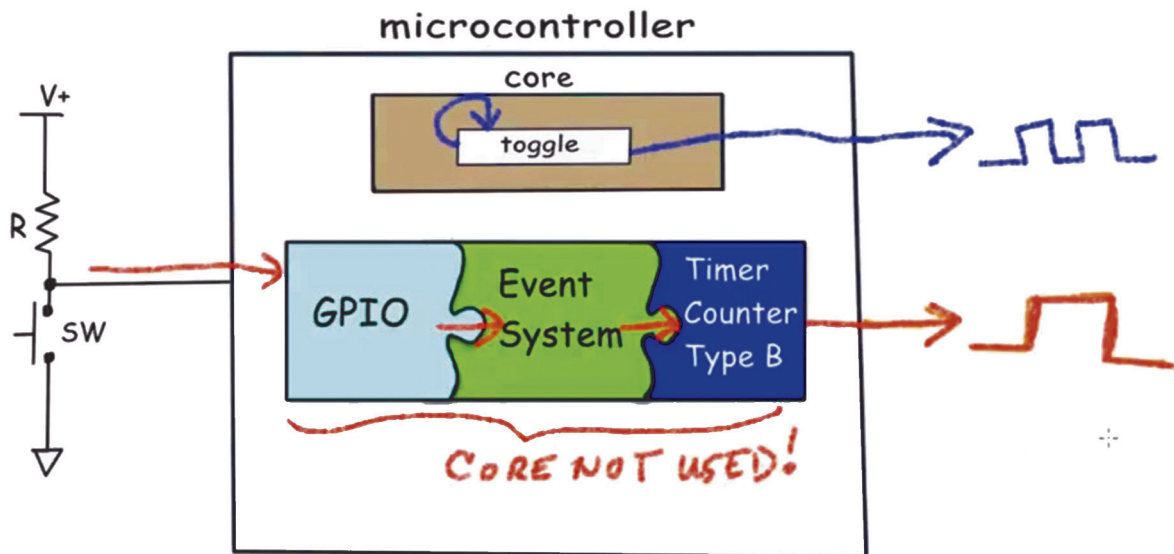 microcontroller
core
V+
toggle
R
GPIO
Event
System
Timer
Counter
Type B
SW
CORE NOT USED!